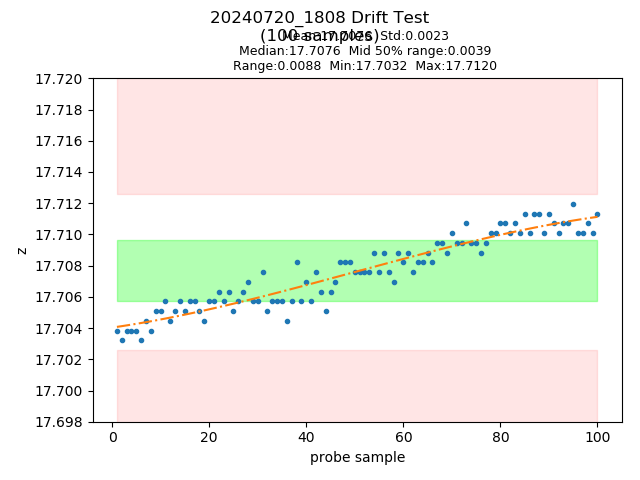 20240720_1808 Drift Test
(100 samples)
Mean:17.7076 Std:0.0023
Median:17.7076 Mid 50% range:0.0039
Range:0.0088 Min:17.7032 Max:17.7120
17.720
17.718
17.716
17.714
17.712
17.710
17.708
17.706
17.704
17.702
17.700
17.698
z
0 20 40 60 80 100
probe sample